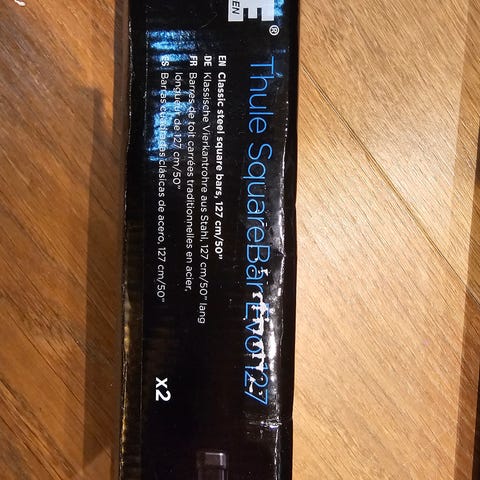 E®
EN
Thule SquareBar Evo 127
EN Classic steel square bars, 127 cm/50"
DE Klassische Vierkantrohre aus Stahl, 127 cm/50" lang
FR Barres de toit carrées traditionnelles en acier,
longueur de 127 cm/50"
ES Barras cuadradas clásicas de acero, 127 cm/50"
x2